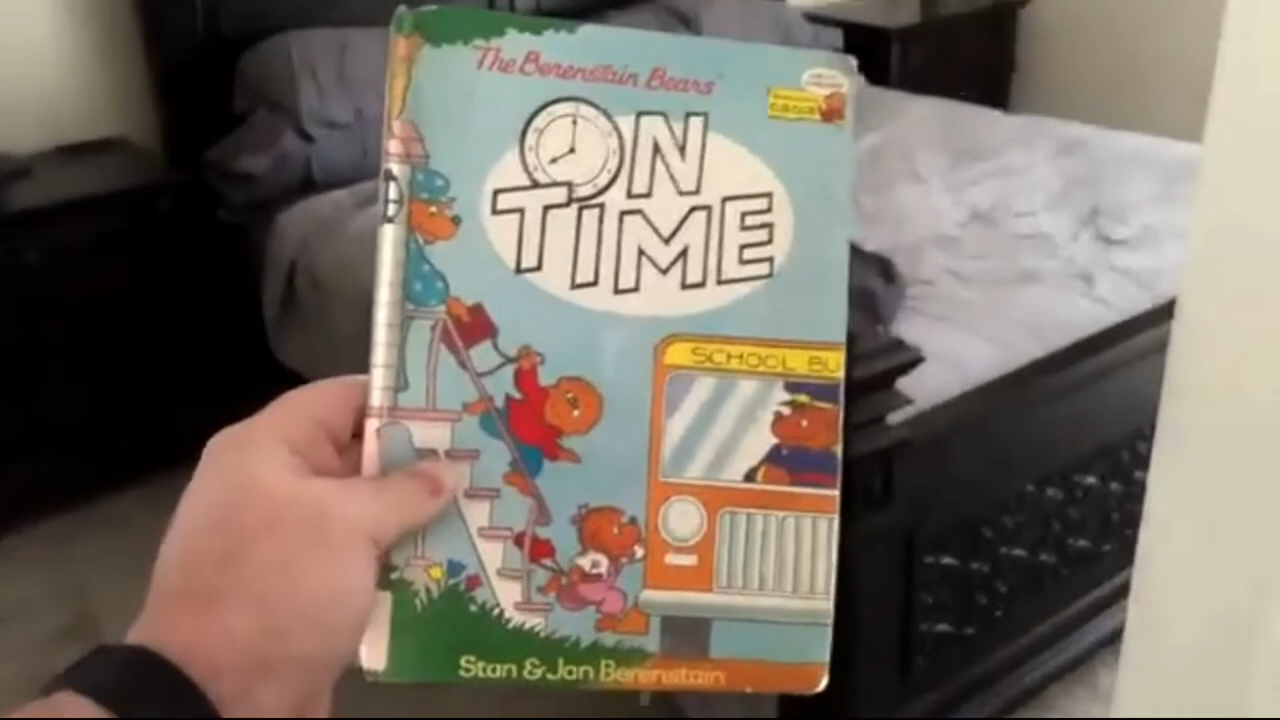 The Berenstain Bears'
ON
TIME
SCHOOL BU
Stan & Jan Berenstain